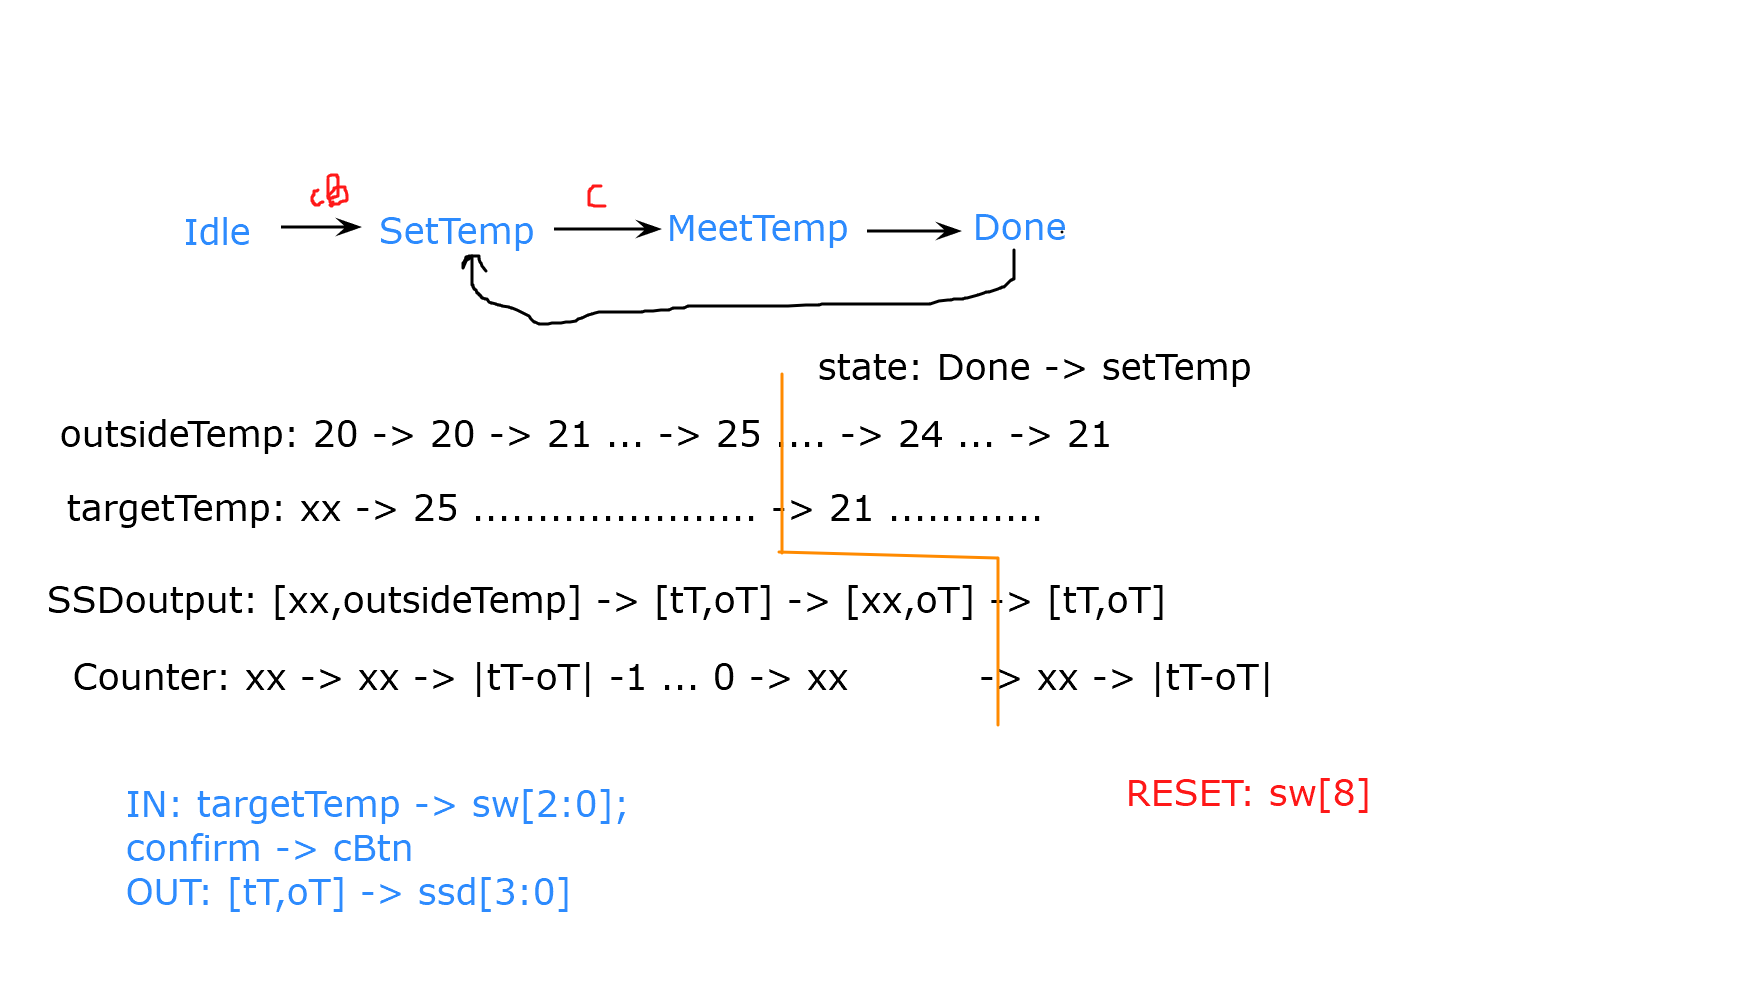 c
Idle SetTemp MeetTemp Done
state: Done -> setTemp
outsideTemp: 20 -> 20 -> 21 ... -> 25 .... -> 24 ... -> 21
targetTemp: xx -> 25 ...................... -> 21 ............
SSDoutput: [xx,outsideTemp] -> [tT,oT] -> [xx,oT] -> [tT,oT]
Counter: xx -> xx -> |tT-oT| -1 ... 0 -> xx -> xx -> |tT-oT|
IN: targetTemp -> sw[2:0];
confirm -> cBtn
OUT: [tT,oT] -> ssd[3:0]
RESET: sw[8]